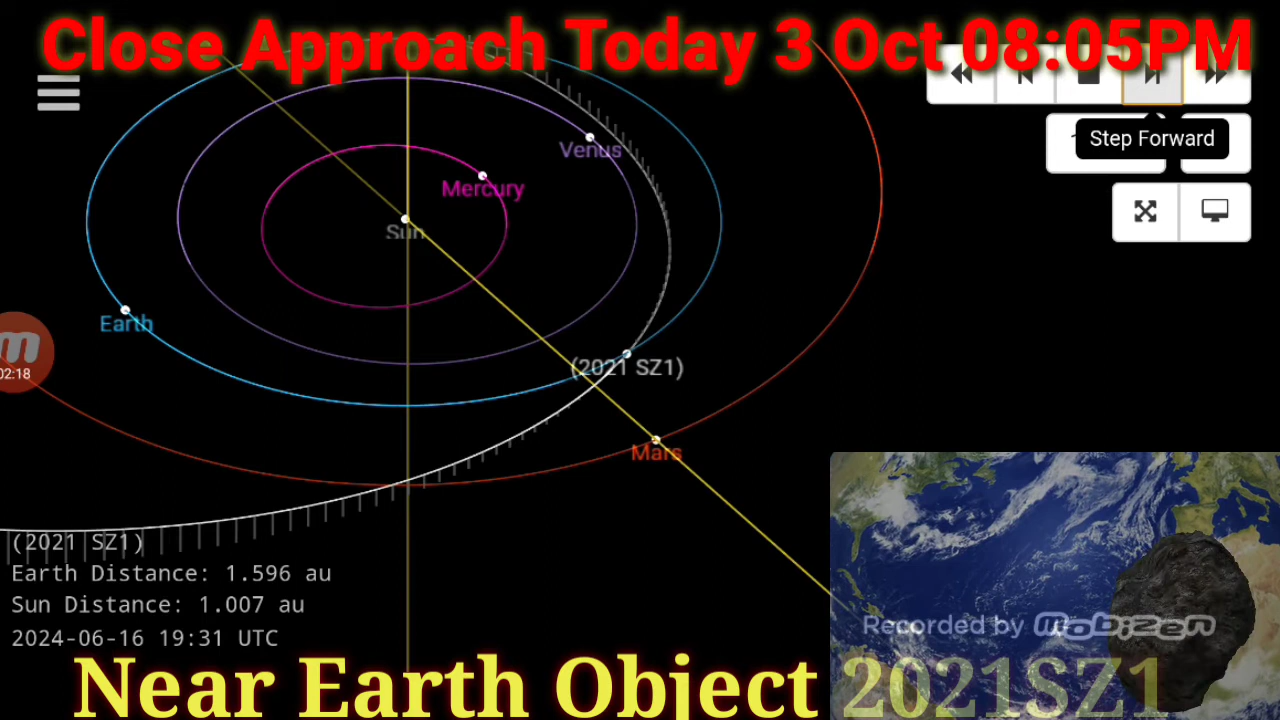 Close Approach Today 3 Oct 08:05PM
Step Forward
Venus
Mercury
Sun
Earth
m
02:18
(2021 SZ1)
Mars
(2021 SZ1)
Earth Distance: 1.596 au
Sun Distance: 1.007 au
2024-06-16 19:31 UTC
Recorded by mobizen
Near Earth Object 2021SZ1